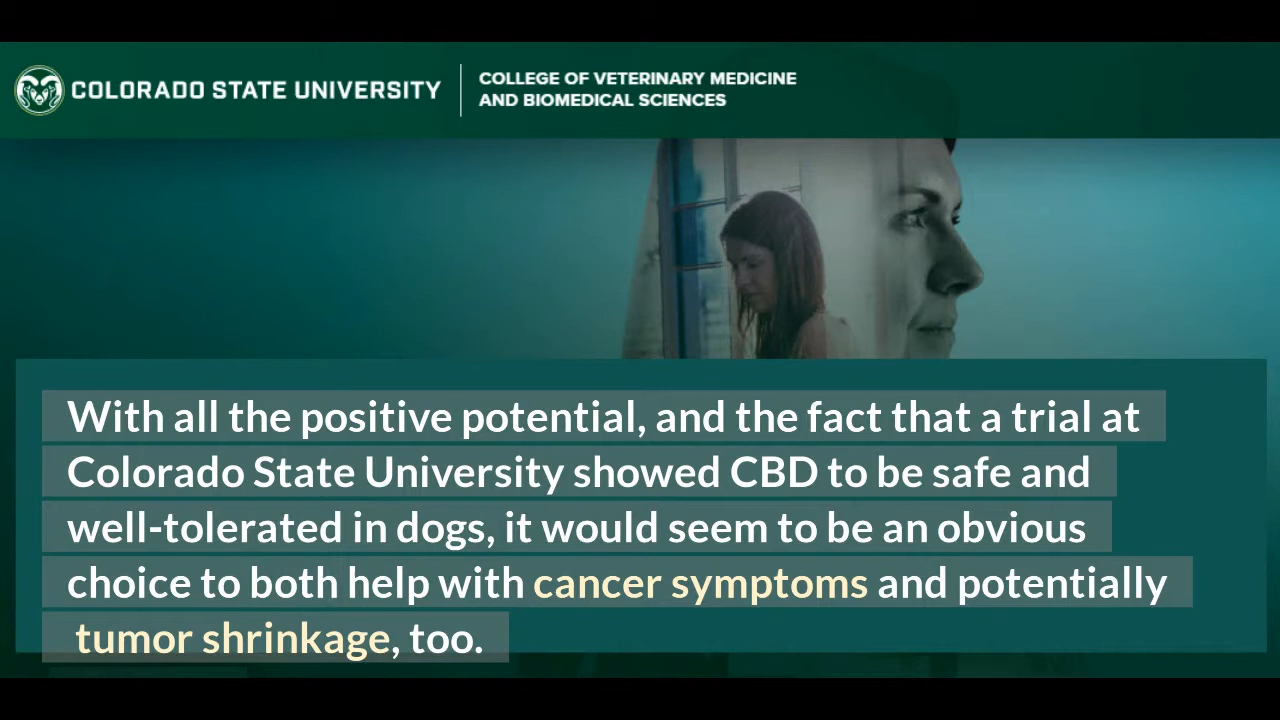 COLORADO STATE UNIVERSITY
COLLEGE OF VETERINARY MEDICINE
AND BIOMEDICAL SCIENCES
With all the positive potential, and the fact that a trial at
Colorado State University showed CBD to be safe and
well-tolerated in dogs, it would seem to be an obvious
choice to both help with cancer symptoms and potentially
tumor shrinkage, too.